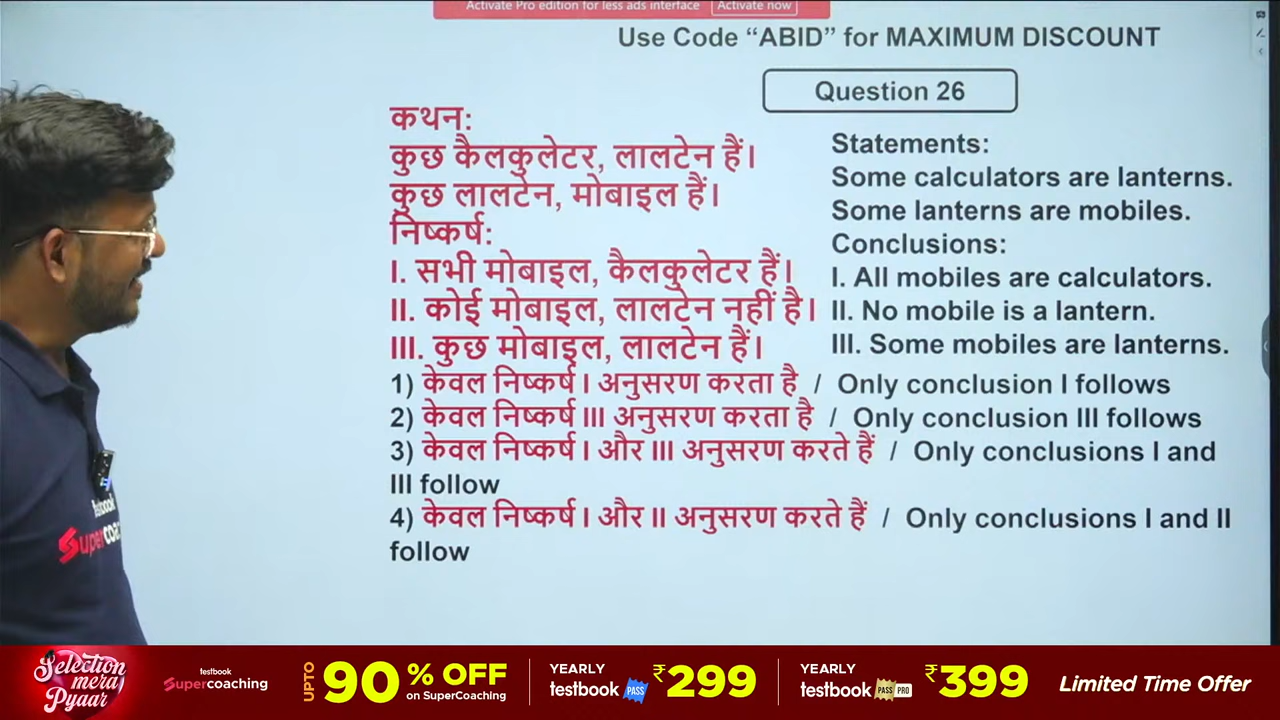 Activate Pro edition for less ads interface Activate now
Use Code “ABID” for MAXIMUM DISCOUNT
Question 26
कथन:
कुछ कैलकुलेटर, लालटेन हैं।
कुछ लालटेन, मोबाइल हैं।
निष्कर्ष:
I. सभी मोबाइल, कैलकुलेटर हैं।
II. कोई मोबाइल, लालटेन नहीं है।
III. कुछ मोबाइल, लालटेन हैं।
Statements:
Some calculators are lanterns.
Some lanterns are mobiles.
Conclusions:
I. All mobiles are calculators.
II. No mobile is a lantern.
III. Some mobiles are lanterns.
1) केवल निष्कर्ष I अनुसरण करता है / Only conclusion I follows
2) केवल निष्कर्ष III अनुसरण करता है / Only conclusion III follows
3) केवल निष्कर्ष I और III अनुसरण करते हैं / Only conclusions I and
III follow
4) केवल निष्कर्ष I और II अनुसरण करते हैं / Only conclusions I and II
follow
testbook
Superco
Selection
mera
Pyaar
testbook
Supercoaching
UPTO 90% OFF
on SuperCoaching
YEARLY
testbook PASS
₹299
YEARLY
testbook PASS PRO
₹399
Limited Time Offer